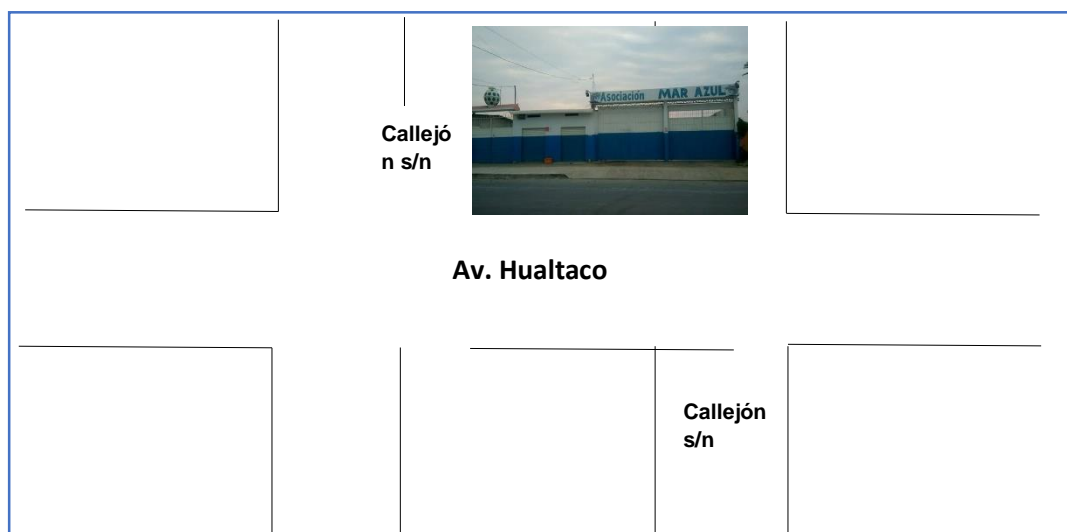 Asociación MAR AZUL
Callejó
n s/n
Av. Hualtaco
Callejón
s/n